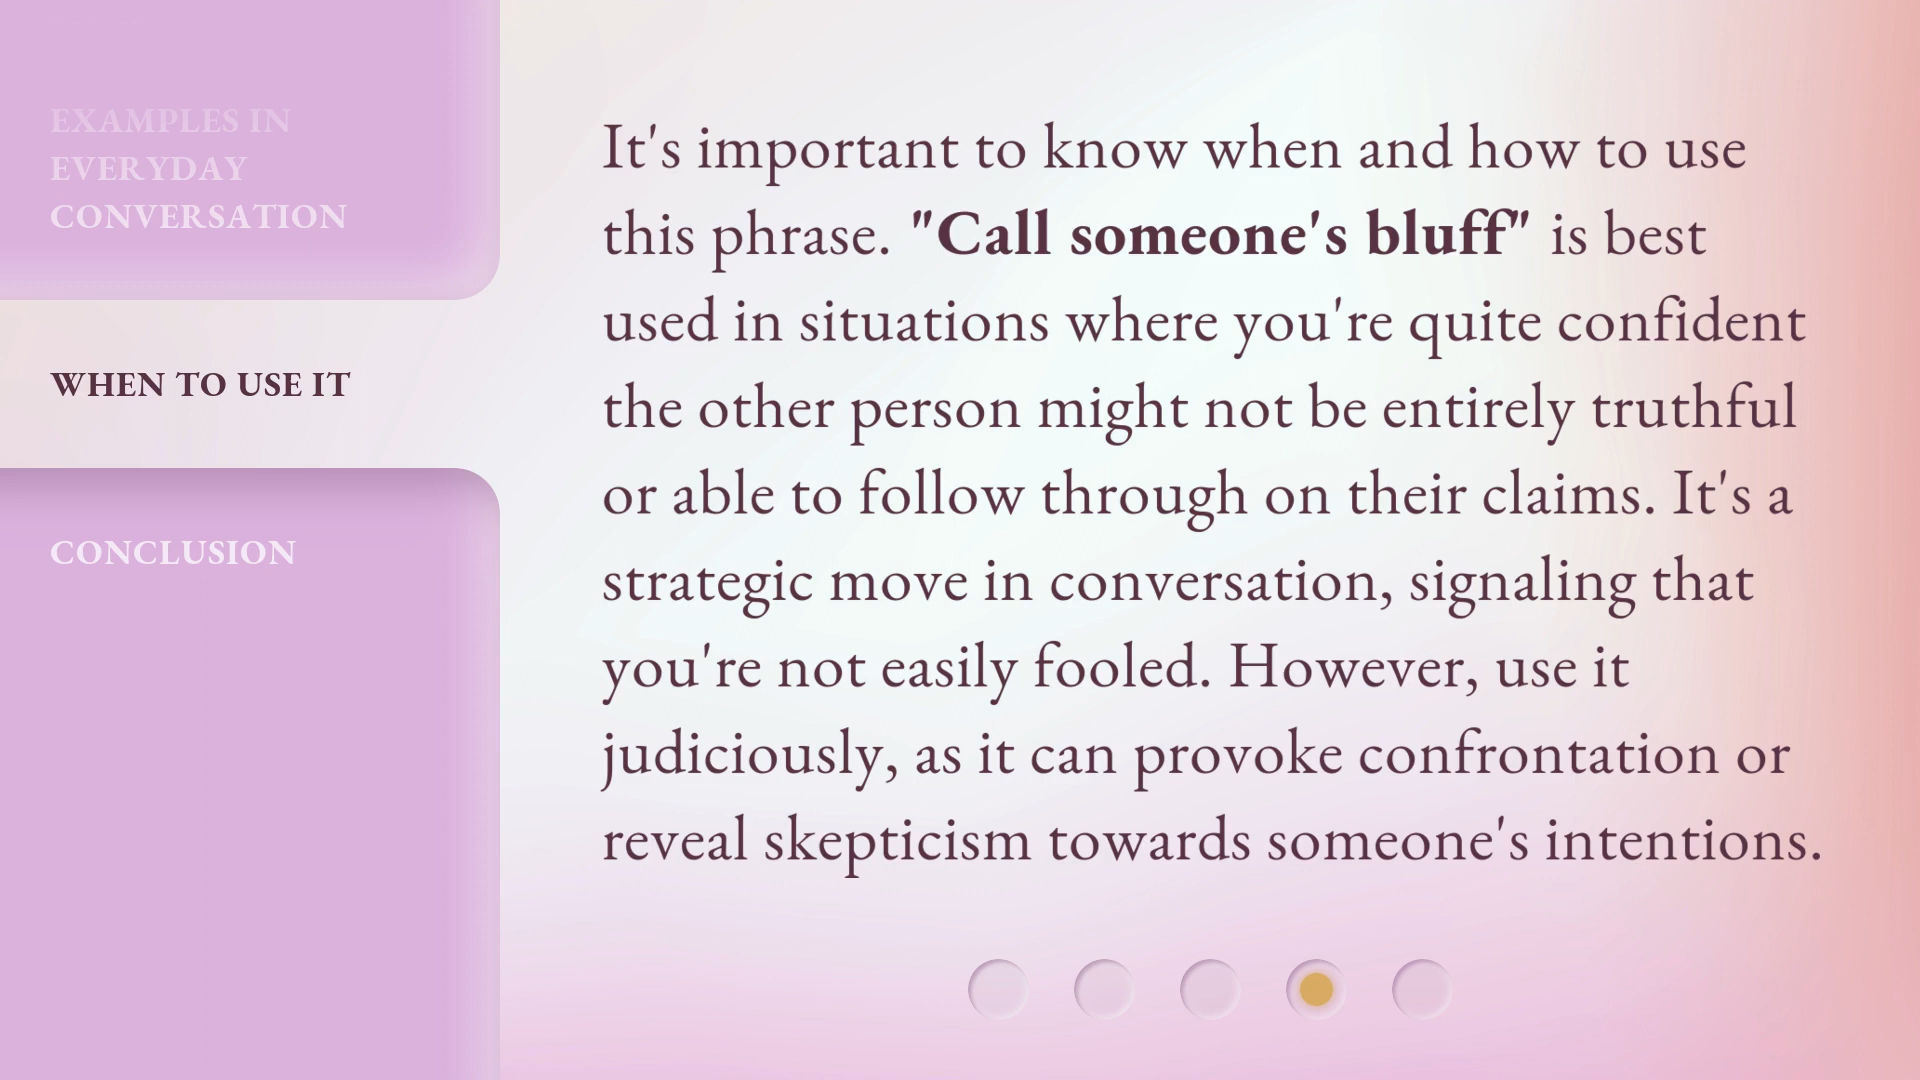 EXAMPLES IN
EVERYDAY
CONVERSATION
WHEN TO USE IT
CONCLUSION
It's important to know when and how to use
this phrase. "Call someone's bluff" is best
used in situations where you're quite confident
the other person might not be entirely truthful
or able to follow through on their claims. It's a
strategic move in conversation, signaling that
you're not easily fooled. However, use it
judiciously, as it can provoke confrontation or
reveal skepticism towards someone's intentions.